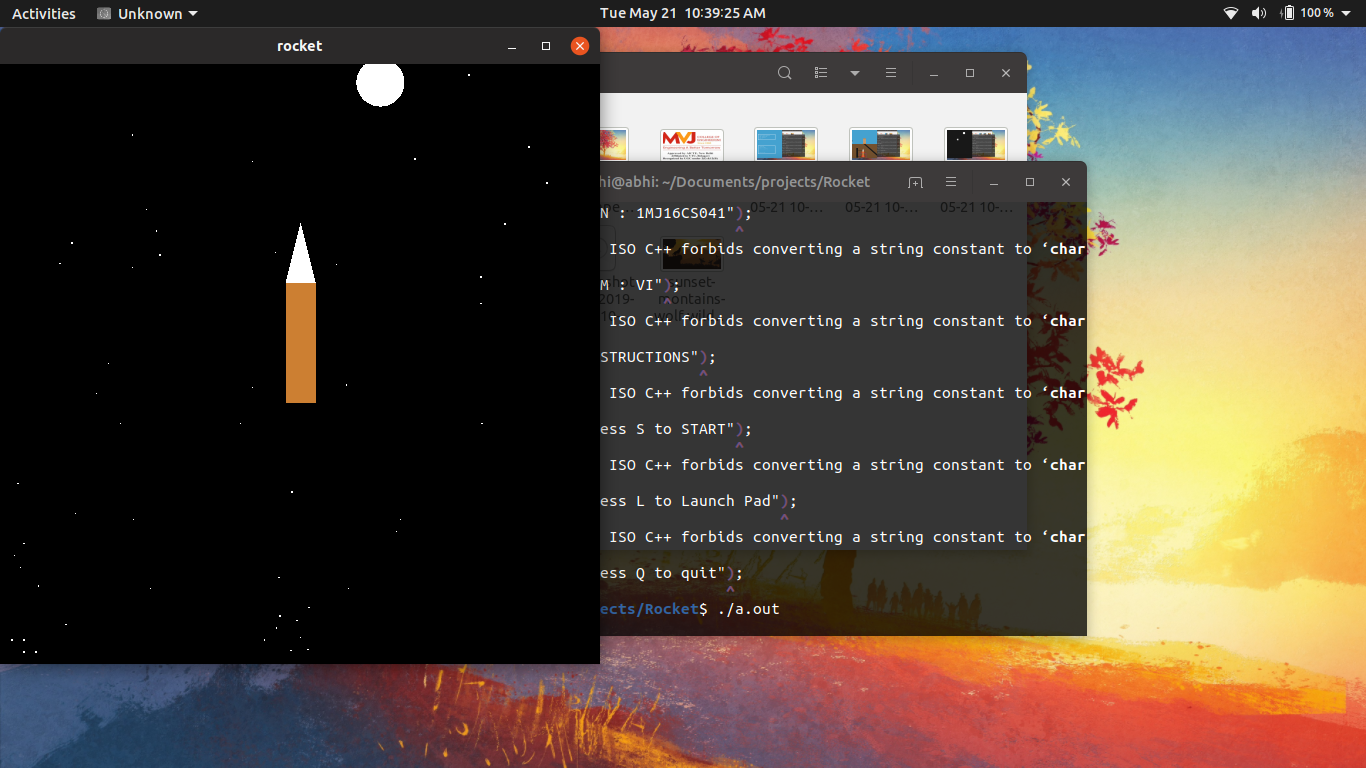 Activities
Unknown
Tue May 21 10:39:25 AM
100 %
rocket
MVJ
hi@abhi: ~/Documents/projects/Rocket
05-21 10-…
05-21 10-…
05-21 10-…
N : 1MJ16CS041");
^
ISO C++ forbids converting a string constant to ‘char
M : VI");
^
ISO C++ forbids converting a string constant to ‘char
STRUCTIONS");
^
ISO C++ forbids converting a string constant to ‘char
ess S to START");
^
ISO C++ forbids converting a string constant to ‘char
ess L to Launch Pad");
^
ISO C++ forbids converting a string constant to ‘char
ess Q to quit");
^
ects/Rocket$ ./a.out
2019-
sunset-
montains-